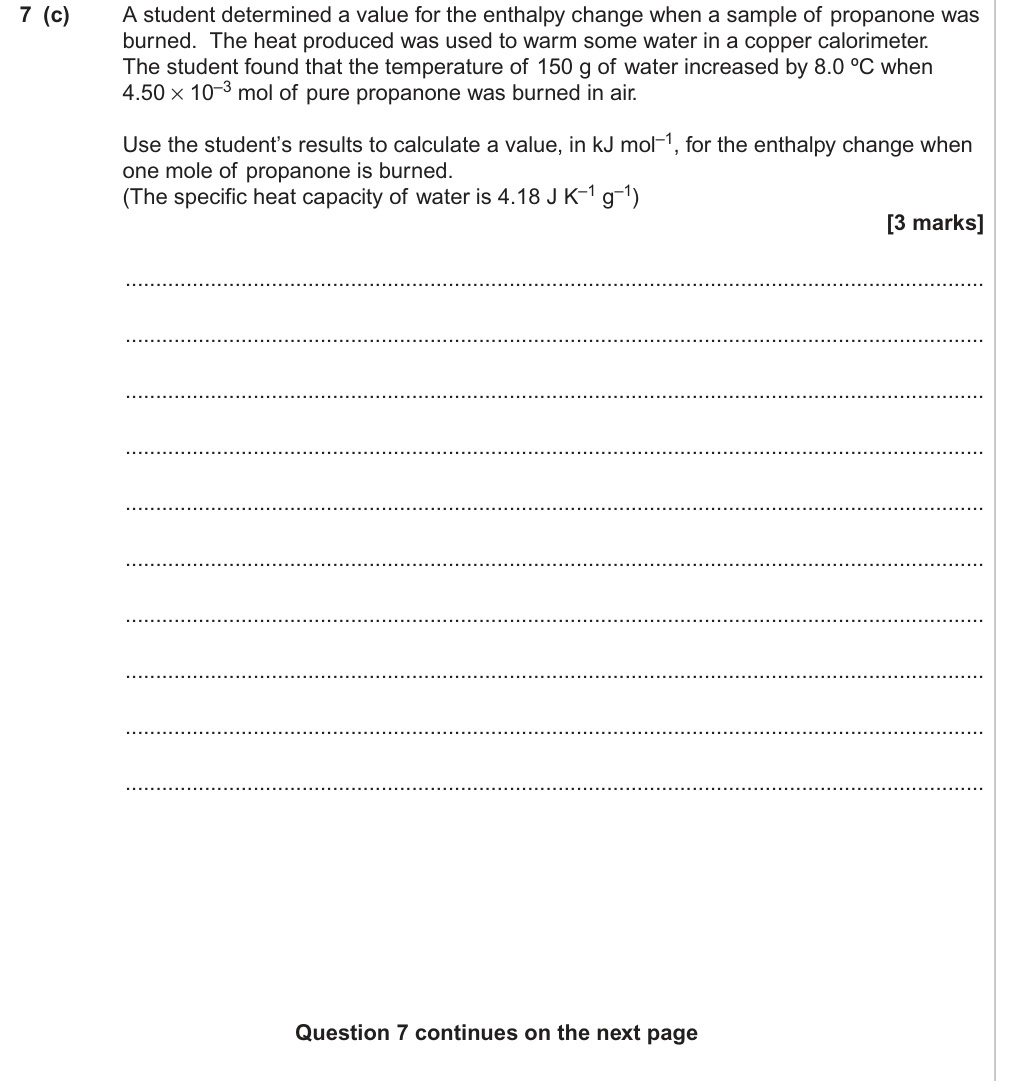 7 (c) A student determined a value for the enthalpy change when a sample of propanone was
burned. The heat produced was used to warm some water in a copper calorimeter.
The student found that the temperature of 150 g of water increased by 8.0 ºC when
4.50 × 10⁻³ mol of pure propanone was burned in air.
Use the student’s results to calculate a value, in kJ mol⁻¹, for the enthalpy change when
one mole of propanone is burned.
(The specific heat capacity of water is 4.18 J K⁻¹ g⁻¹)
[3 marks]
Question 7 continues on the next page